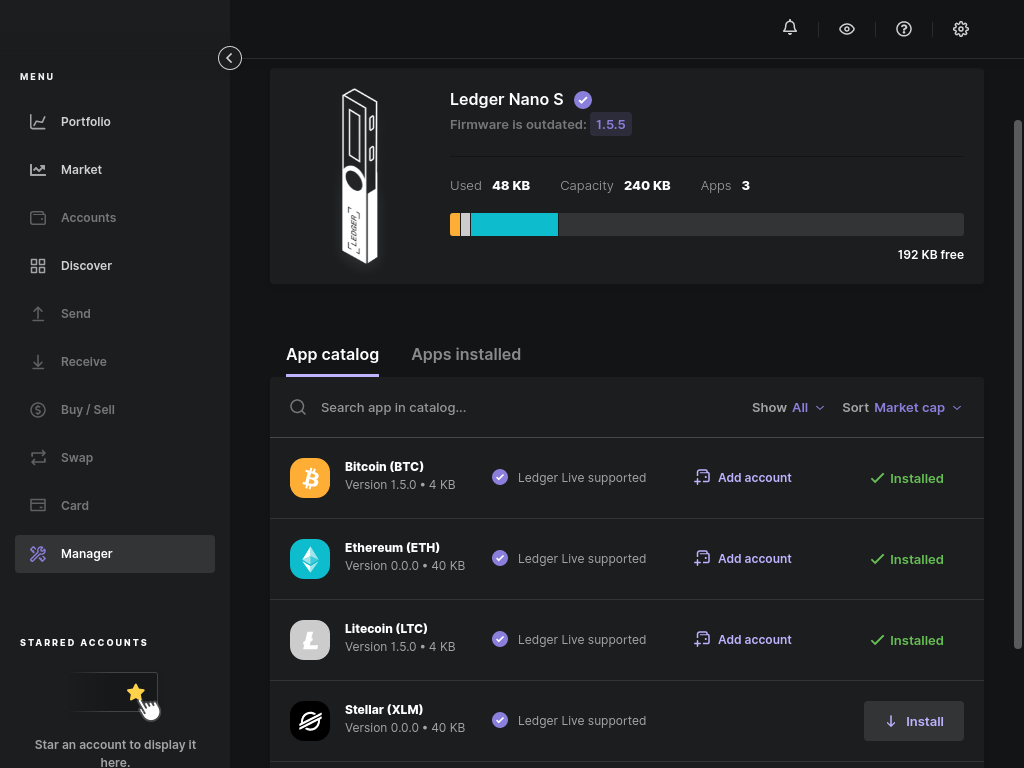 MENU
Portfolio
Market
Accounts
Discover
Send
Receive
Buy / Sell
Swap
Card
Manager
STARRED ACCOUNTS
Star an account to display it
here.
LEDGER
Ledger Nano S
Firmware is outdated: 1.5.5
Used 48 KB Capacity 240 KB Apps 3
192 KB free
App catalog Apps installed
Search app in catalog... Show All Sort Market cap
Bitcoin (BTC)
Version 1.5.0 • 4 KB
Ledger Live supported
Add account
Installed
Ethereum (ETH)
Version 0.0.0 • 40 KB
Ledger Live supported
Add account
Installed
Litecoin (LTC)
Version 1.5.0 • 4 KB
Ledger Live supported
Add account
Installed
Stellar (XLM)
Version 0.0.0 • 40 KB
Ledger Live supported
Install